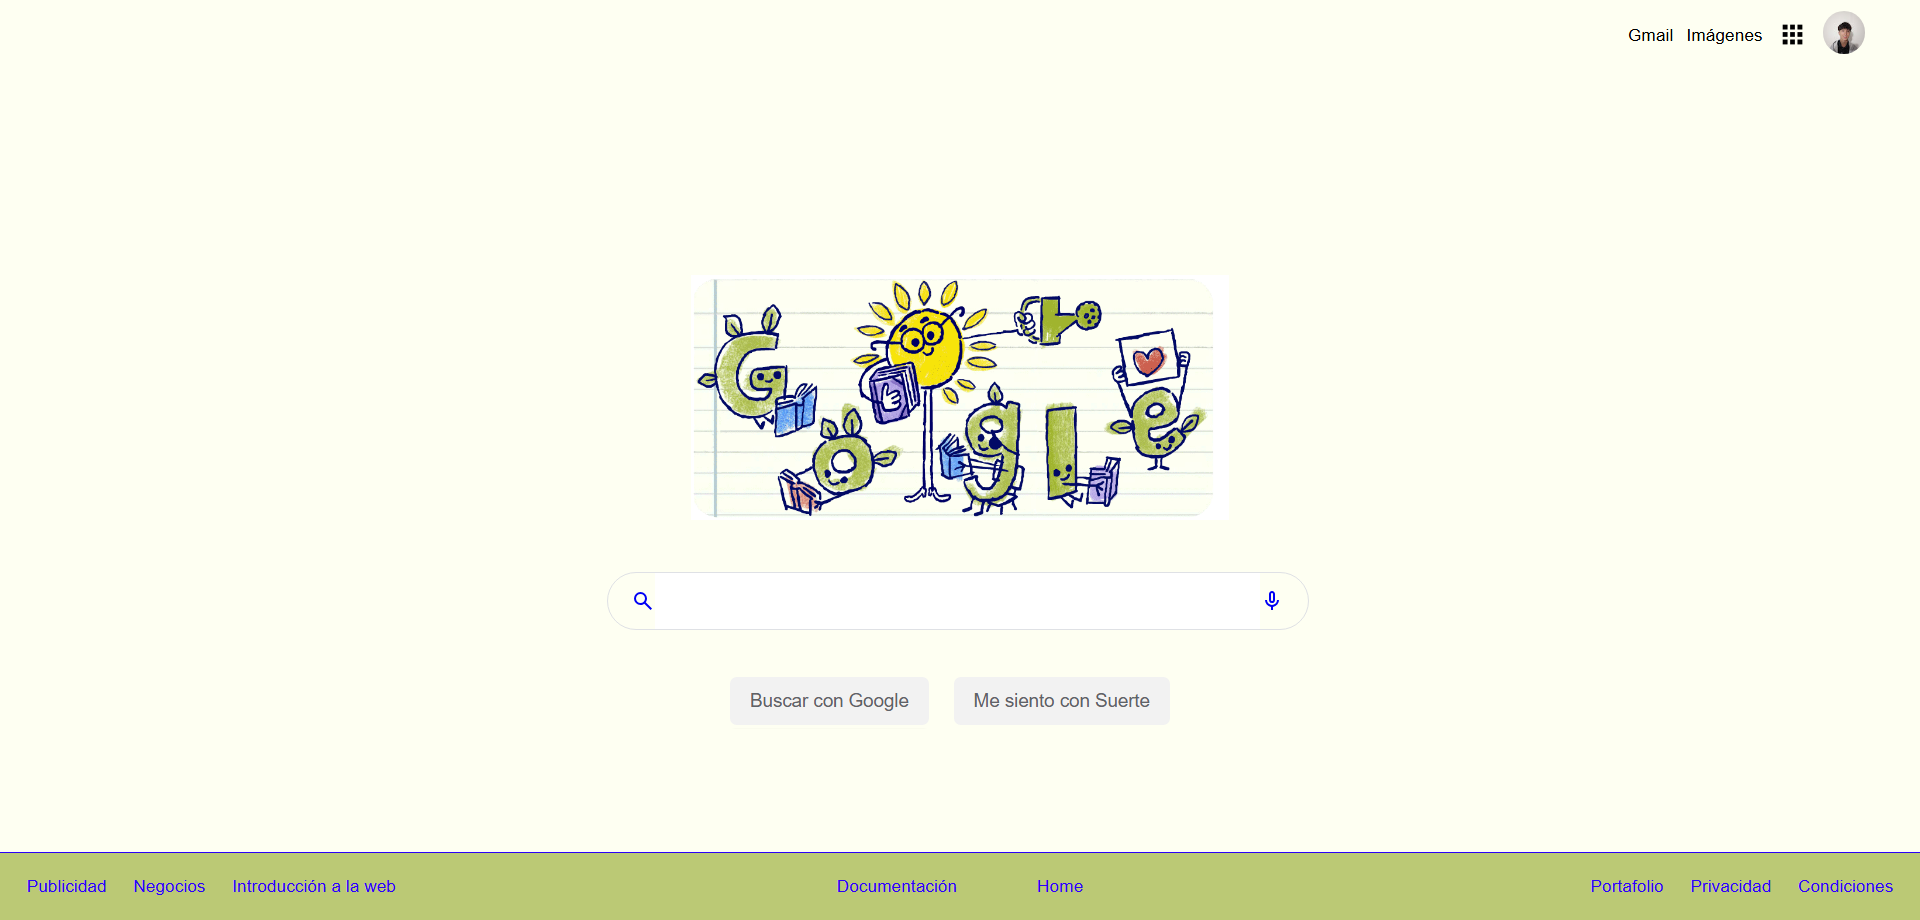 Gmail Imágenes
G o g l e
Buscar con Google Me siento con Suerte
Publicidad Negocios Introducción a la web Documentación Home Portafolio Privacidad Condiciones